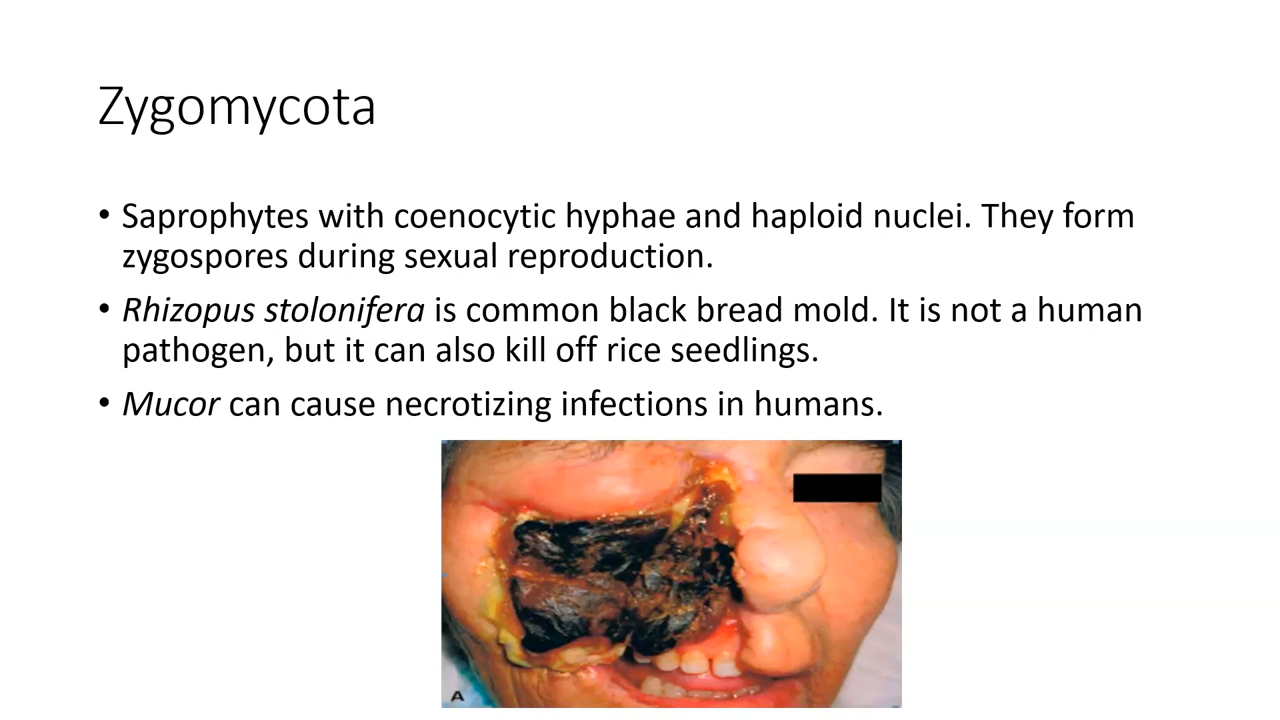 Zygomycota
• Saprophytes with coenocytic hyphae and haploid nuclei. They form
zygospores during sexual reproduction.
• Rhizopus stolonifera is common black bread mold. It is not a human
pathogen, but it can also kill off rice seedlings.
• Mucor can cause necrotizing infections in humans.
A